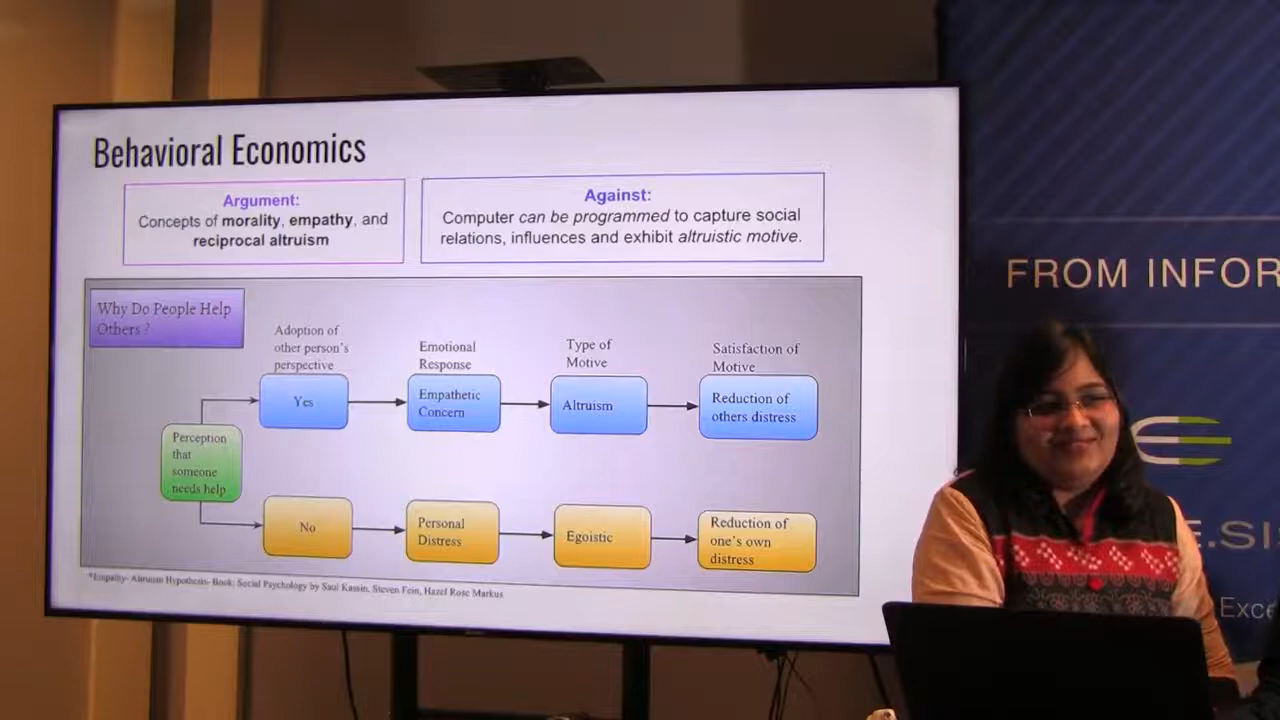 Behavioral Economics
Argument:
Concepts of morality, empathy, and
reciprocal altruism
Against:
Computer can be programmed to capture social
relations, influences and exhibit altruistic motive.
Why Do People Help
Others ?
Adoption of
other person's
perspective
Emotional
Response
Type of
Motive
Satisfaction of
Motive
Yes
Empathetic
Concern
Altruism
Reduction of
others distress
Perception
that
someone
needs help
No
Personal
Distress
Egoistic
Reduction of
one's own
distress
*Empathy- Altruism Hypothesis- Book: Social Psychology by Saul Kassin, Steven Fein, Hazel Rose Markus
FROM INFOR
E.SI
Exce